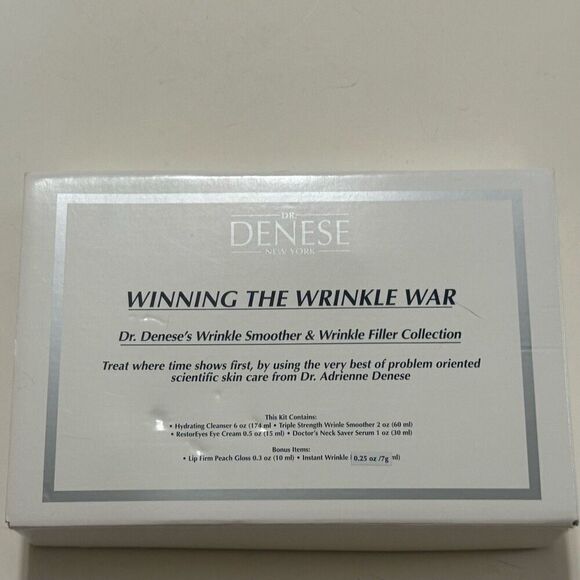 DR.
DENESE
NEW YORK
WINNING THE WRINKLE WAR
Dr. Denese's Wrinkle Smoother & Wrinkle Filler Collection
Treat where time shows first, by using the very best of problem oriented
scientific skin care from Dr. Adrienne Denese
This Kit Contains:
• Hydrating Cleanser 6 oz (174 ml • Triple Strength Wrinle Smoother 2 oz (60 ml)
• RestorEyes Eye Cream 0.5 oz (15 ml) • Doctor's Neck Saver Serum 1 oz (30 ml)
Bonus Items:
• Lip Firm Peach Gloss 0.3 oz (10 ml) • Instant Wrinkle 0.25 oz /7g ml)